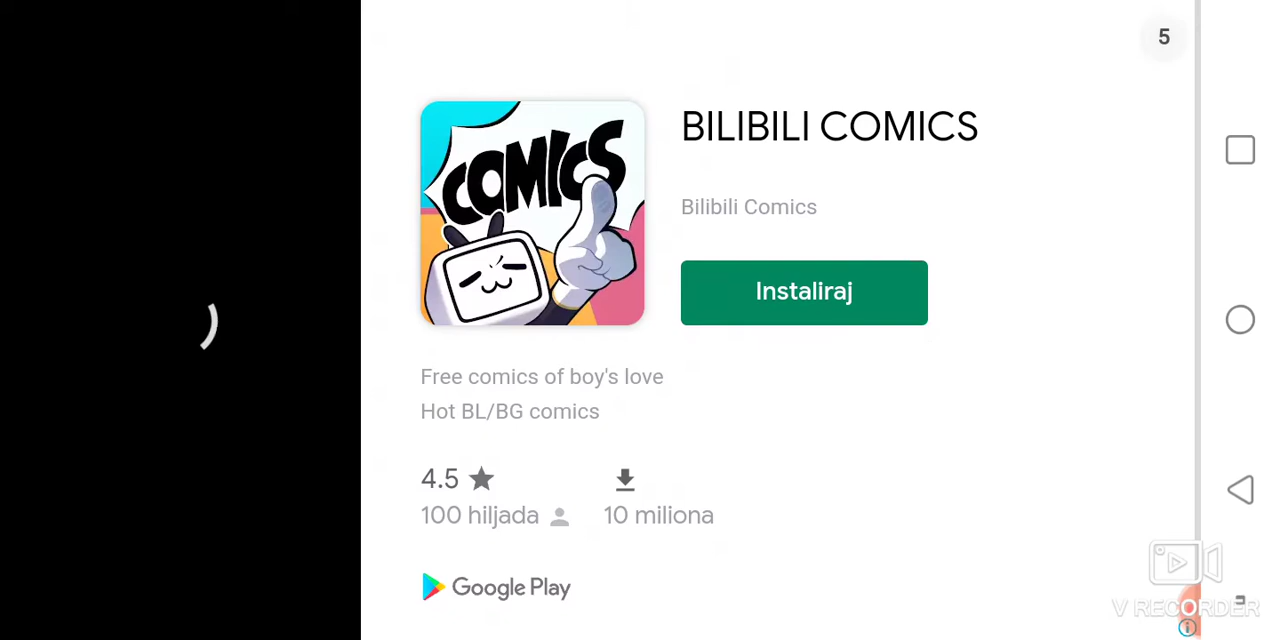 5
COMICS
BILIBILI COMICS
Bilibili Comics
Instaliraj
Free comics of boy's love
Hot BL/BG comics
4.5
100 hiljada
10 miliona
Google Play
V RECORDER